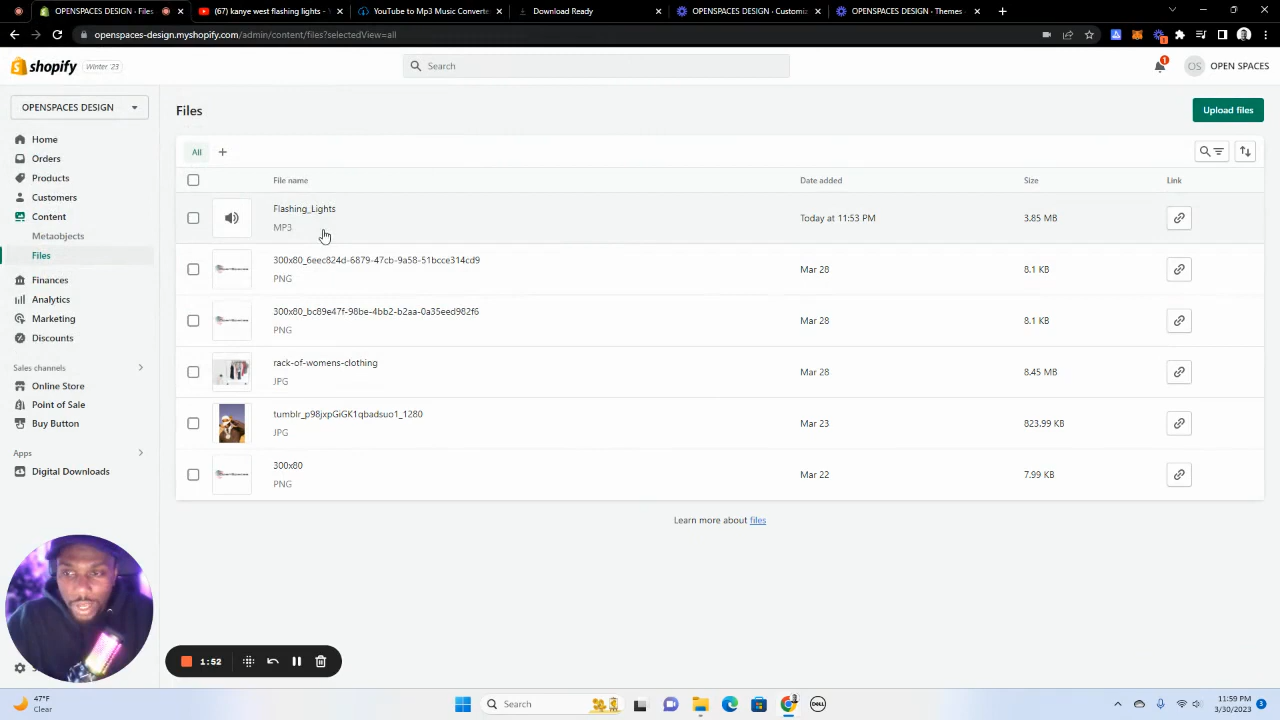 OPENSPACES DESIGN · Files ·
(67) kanye west flashing lights -
YouTube to Mp3 Music Converte
Download Ready
OPENSPACES DESIGN · Customiz
OPENSPACES DESIGN · Themes ·
openspaces-design.myshopify.com/admin/content/files?selectedView=all
shopify
Winter '23
Search
1
OS
OPEN SPACES
OPENSPACES DESIGN
Home
Orders
Products
Customers
Content
Metaobjects
Files
Finances
Analytics
Marketing
Discounts
Sales channels
Online Store
Point of Sale
Buy Button
Apps
Digital Downloads
Files
Upload files
All
File name
Date added
Size
Link
Flashing_Lights
MP3
Today at 11:53 PM
3.85 MB
300x80_6eec824d-6879-47cb-9a58-51bcce314cd9
PNG
Mar 28
8.1 KB
300x80_bc89e47f-98be-4bb2-b2aa-0a35eed982f6
PNG
Mar 28
8.1 KB
rack-of-womens-clothing
JPG
Mar 28
8.45 MB
tumblr_p98jxpGiGK1qbadsuo1_1280
JPG
Mar 23
823.99 KB
300x80
PNG
Mar 22
7.99 KB
Learn more about files
1:52
47°F
Clear
Search
DELL
11:59 PM
3/30/2023
3